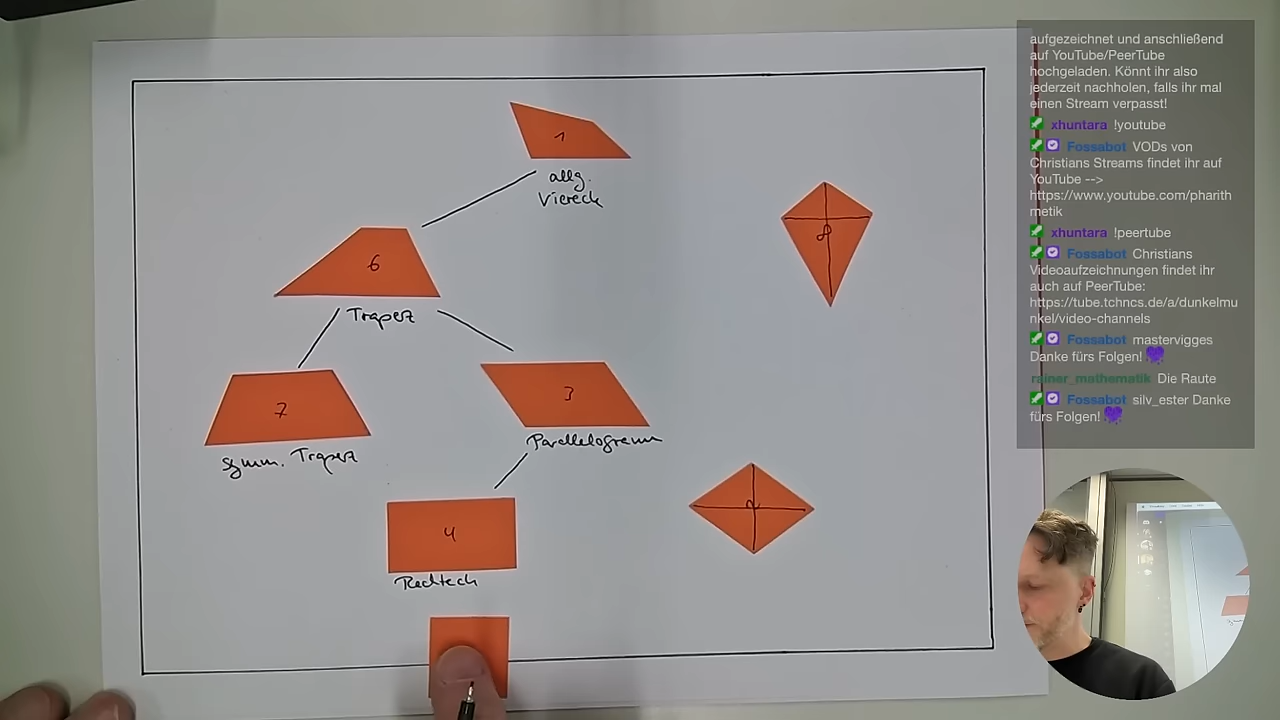 1
allg.
Viereck
8
6
Trapez
7
symm. Trapez
3
Parallelogramm
4
Rechteck
2
aufgezeichnet und anschließend
auf YouTube/PeerTube
hochgeladen. Könnt ihr also
jederzeit nachholen, falls ihr mal
einen Stream verpasst!
xhuntara !youtube
Fossabot VODs von
Christians Streams findet ihr auf
YouTube -->
https://www.youtube.com/pharith
metik
xhuntara !peertube
Fossabot Christians
Videoaufzeichnungen findet ihr
auch auf PeerTube:
https://tube.tchncs.de/a/dunkelmu
nkel/video-channels
Fossabot mastervigges
Danke fürs Folgen!
rainer_mathematik Die Raute
Fossabot silv_ester Danke
fürs Folgen!